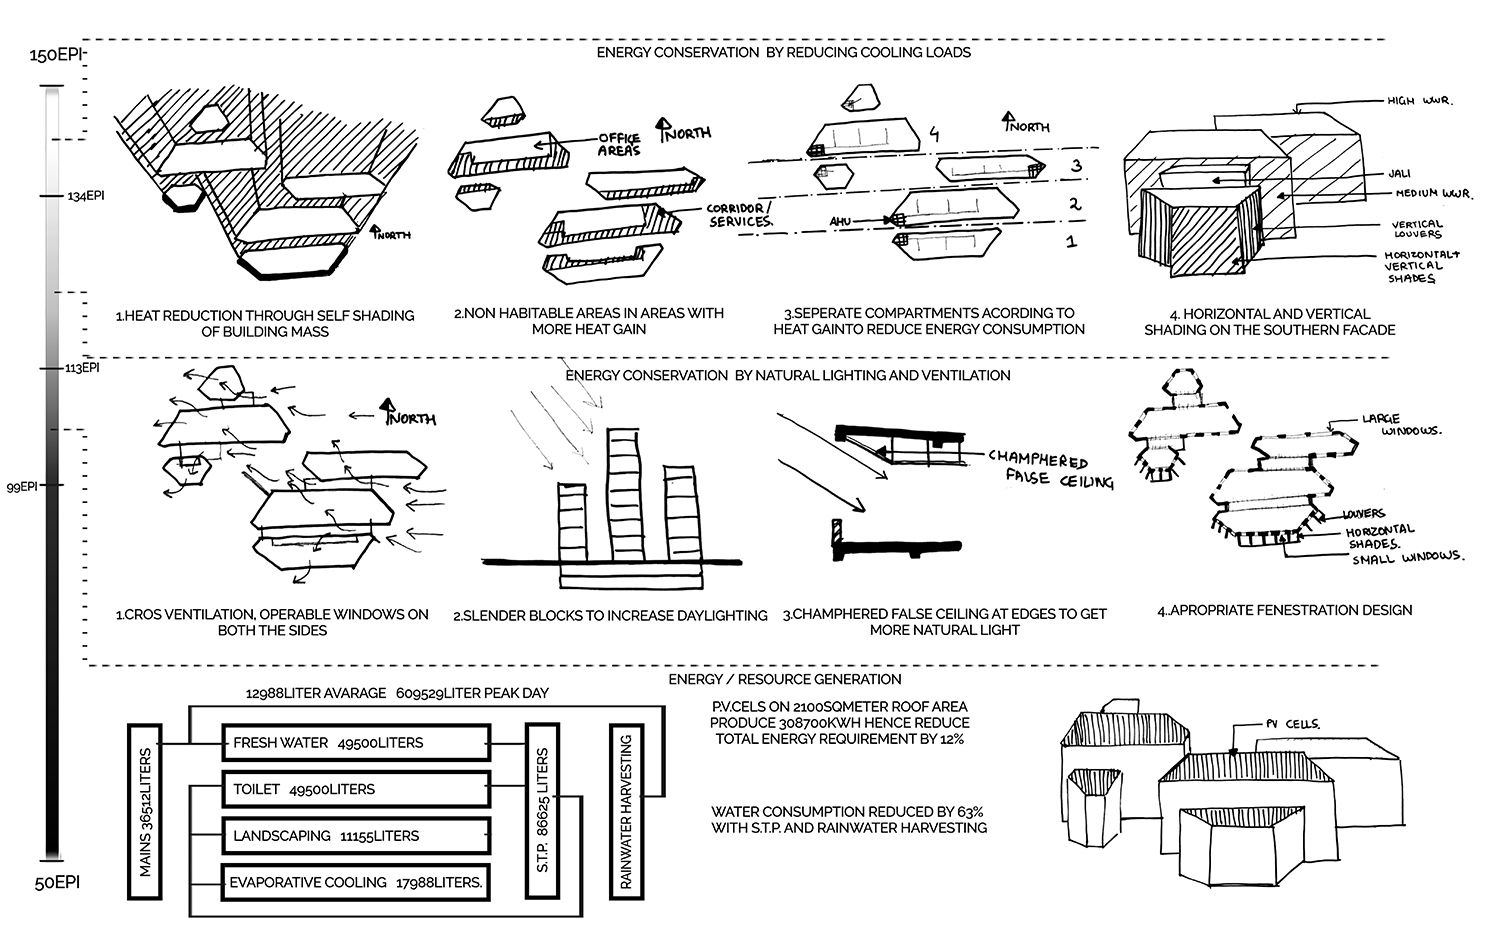 150EPI
ENERGY CONSERVATION BY REDUCING COOLING LOADS
134EPI
NORTH
1.HEAT REDUCTION THROUGH SELF SHADING
OF BUILDING MASS
OFFICE
AREAS
NORTH
CORRIDOR/
SERVICES.
2.NON HABITABLE AREAS IN AREAS WITH
MORE HEAT GAIN
NORTH
4
3
2
1
AHU
3.SEPERATE COMPARTMENTS ACORDING TO
HEAT GAINTO REDUCE ENERGY CONSUMPTION
HIGH WWR.
JALI
MEDIUM WWR.
VERTICAL
LOUVERS
HORIZONTAL+
VERTICAL
SHADES
4. HORIZONTAL AND VERTICAL
SHADING ON THE SOUTHERN FACADE
113EPI
ENERGY CONSERVATION BY NATURAL LIGHTING AND VENTILATION
99EPI
NORTH
1.CROS VENTILATION, OPERABLE WINDOWS ON
BOTH THE SIDES
2.SLENDER BLOCKS TO INCREASE DAYLIGHTING
CHAMPHERED
FALSE CEILING
3.CHAMPHERED FALSE CEILING AT EDGES TO GET
MORE NATURAL LIGHT
LARGE
WINDOWS.
LOUVERS
HORIZONTAL
SHADES.
SMALL WINDOWS.
4..APROPRIATE FENESTRATION DESIGN
50EPI
ENERGY / RESOURCE GENERATION
12988LITER AVARAGE 609529LITER PEAK DAY
MAINS 36512LITERS
FRESH WATER 49500LITERS
TOILET 49500LITERS
LANDSCAPING 11155LITERS
EVAPORATIVE COOLING 17988LITERS.
S.T.P. 86625 LITERS
RAINWATER HARVESTING
P.V.CELS ON 2100SQMETER ROOF AREA
PRODUCE 308700KWH HENCE REDUCE
TOTAL ENERGY REQUIREMENT BY 12%
WATER CONSUMPTION REDUCED BY 63%
WITH S.T.P. AND RAINWATER HARVESTING
PV CELLS.